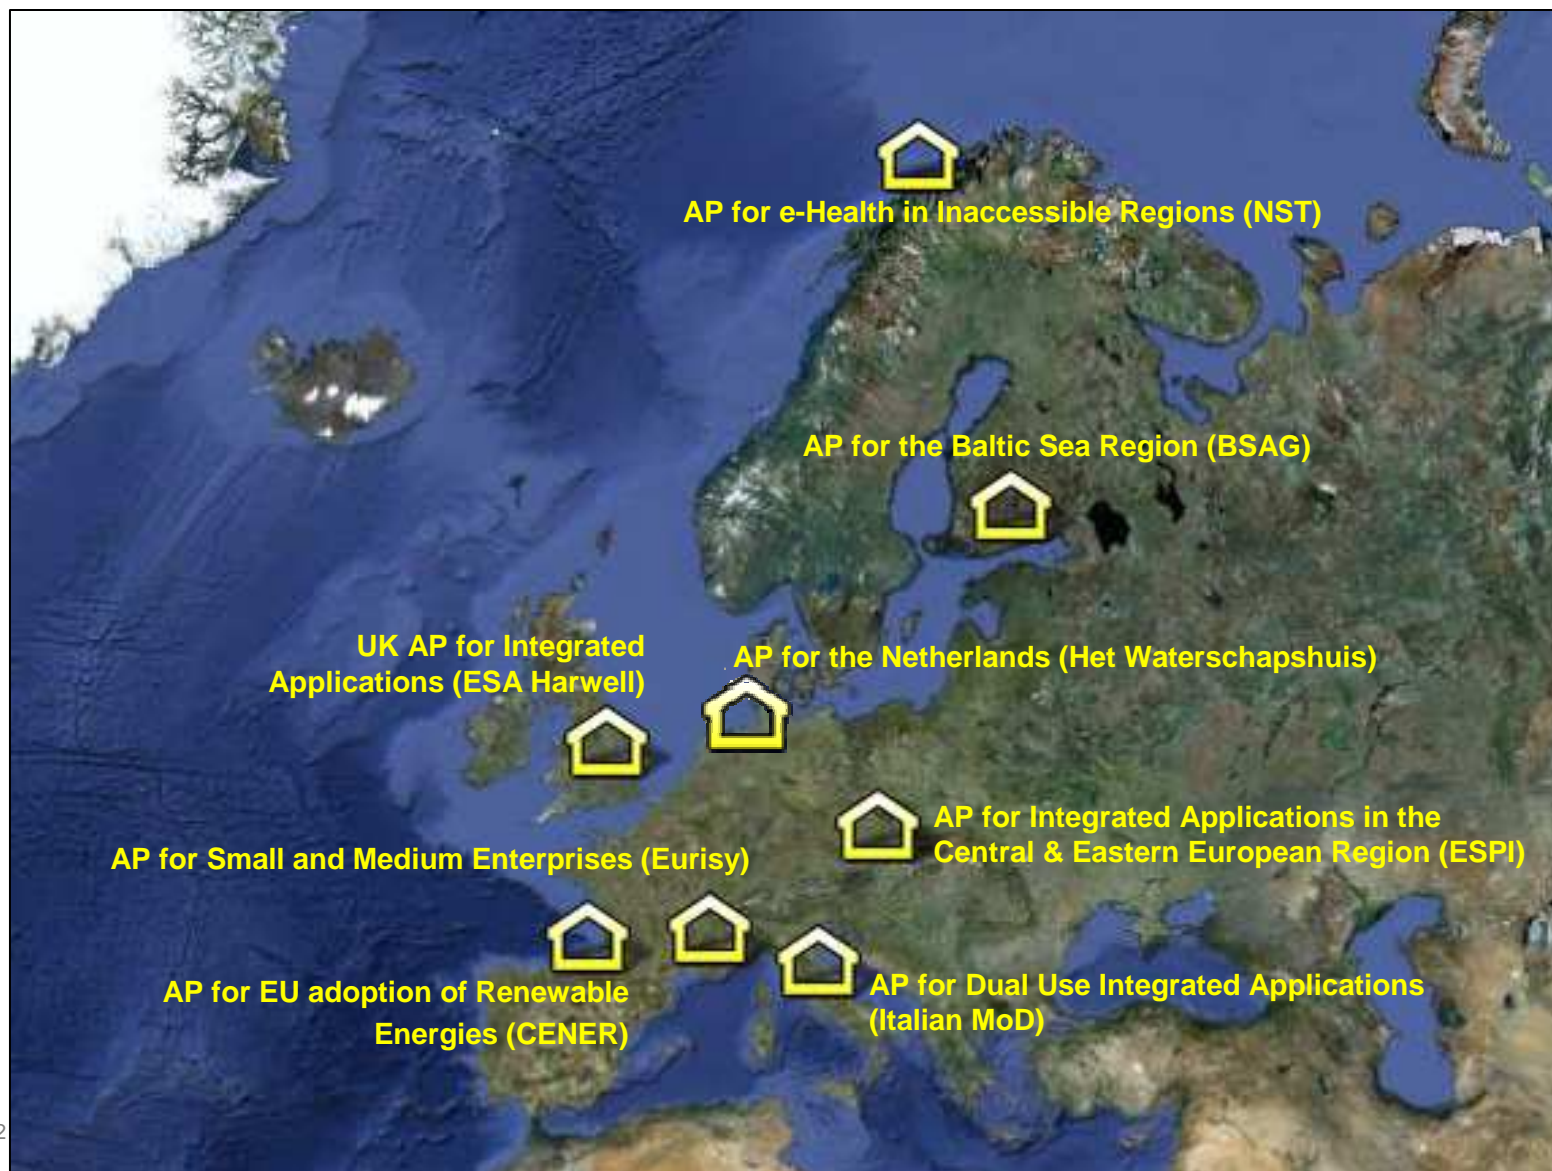 AP for e-Health in Inaccessible Regions (NST)
AP for the Baltic Sea Region (BSAG)
UK AP for Integrated
Applications (ESA Harwell)
AP for the Netherlands (Het Waterschapshuis)
AP for Integrated Applications in the
Central & Eastern European Region (ESPI)
AP for Small and Medium Enterprises (Eurisy)
AP for EU adoption of Renewable
Energies (CENER)
AP for Dual Use Integrated Applications
(Italian MoD)
2